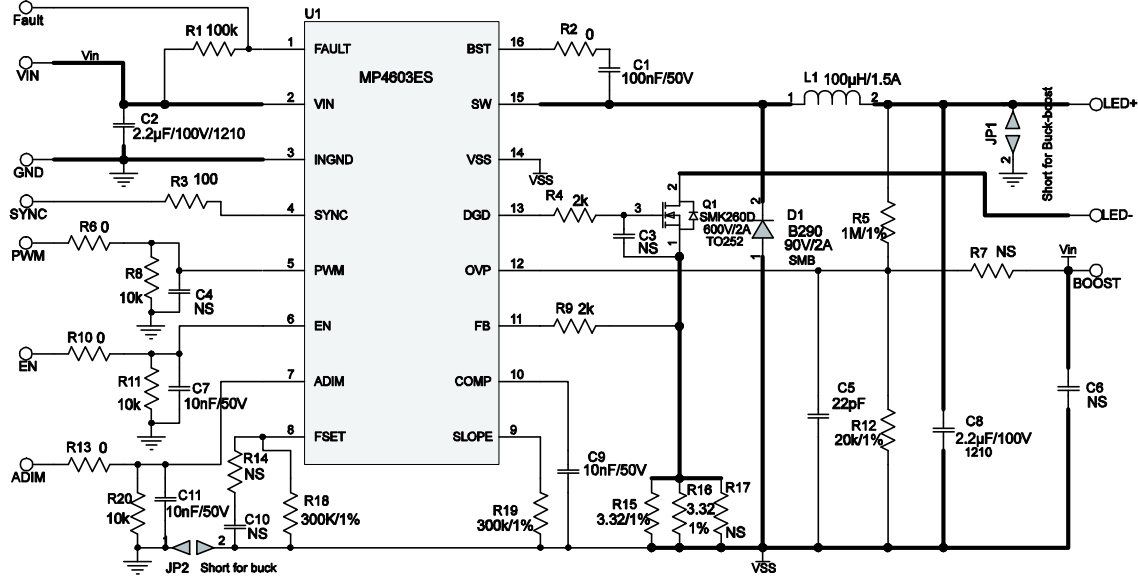 Fault
R1 100k
U1
MP4603ES
R2 0
C1
100nF/50V
VIN
Vin
1 FAULT
BST 16
2 VIN
SW 15
L1 100µH/1.5A
1 2
LED+
C2
2.2µF/100V/1210
JP1
1
2
Short for Buck-boost
GND
3 INGND
VSS 14
VSS
SYNC
R3 100
4 SYNC
DGD 13
R4 2k
3
2
1
Q1
SMK260D
600V/2A
TO252
C3
NS
2
1
D1
B290
90V/2A
SMB
R5
1M/1%
LED-
PWM
R6 0
R8
10k
C4
NS
5 PWM
OVP 12
R7 NS
Vin
BOOST
EN
R10 0
6 EN
FB 11
R9 2k
R11
10k
C7
10nF/50V
7 ADIM
COMP 10
C5
22pF
R12
20k/1%
C6
NS
C8
2.2µF/100V
1210
8 FSET
SLOPE 9
ADIM
R13 0
R14
NS
C9
10nF/50V
R20
10k
C11
10nF/50V
C10
NS
R18
300K/1%
R19
300k/1%
R15
3.32/1%
R16
3.32
1%
R17
NS
1 2
JP2 Short for buck
VSS